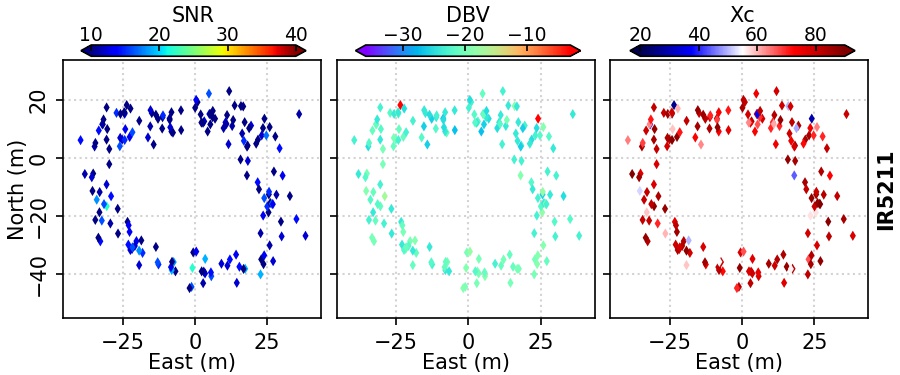 SNR DBV Xc
10 20 30 40 −30 −20 −10 20 40 60 80
20
0
−20
−40
North (m)
IR5211
−25 0 25 −25 0 25 −25 0 25
East (m) East (m) East (m)